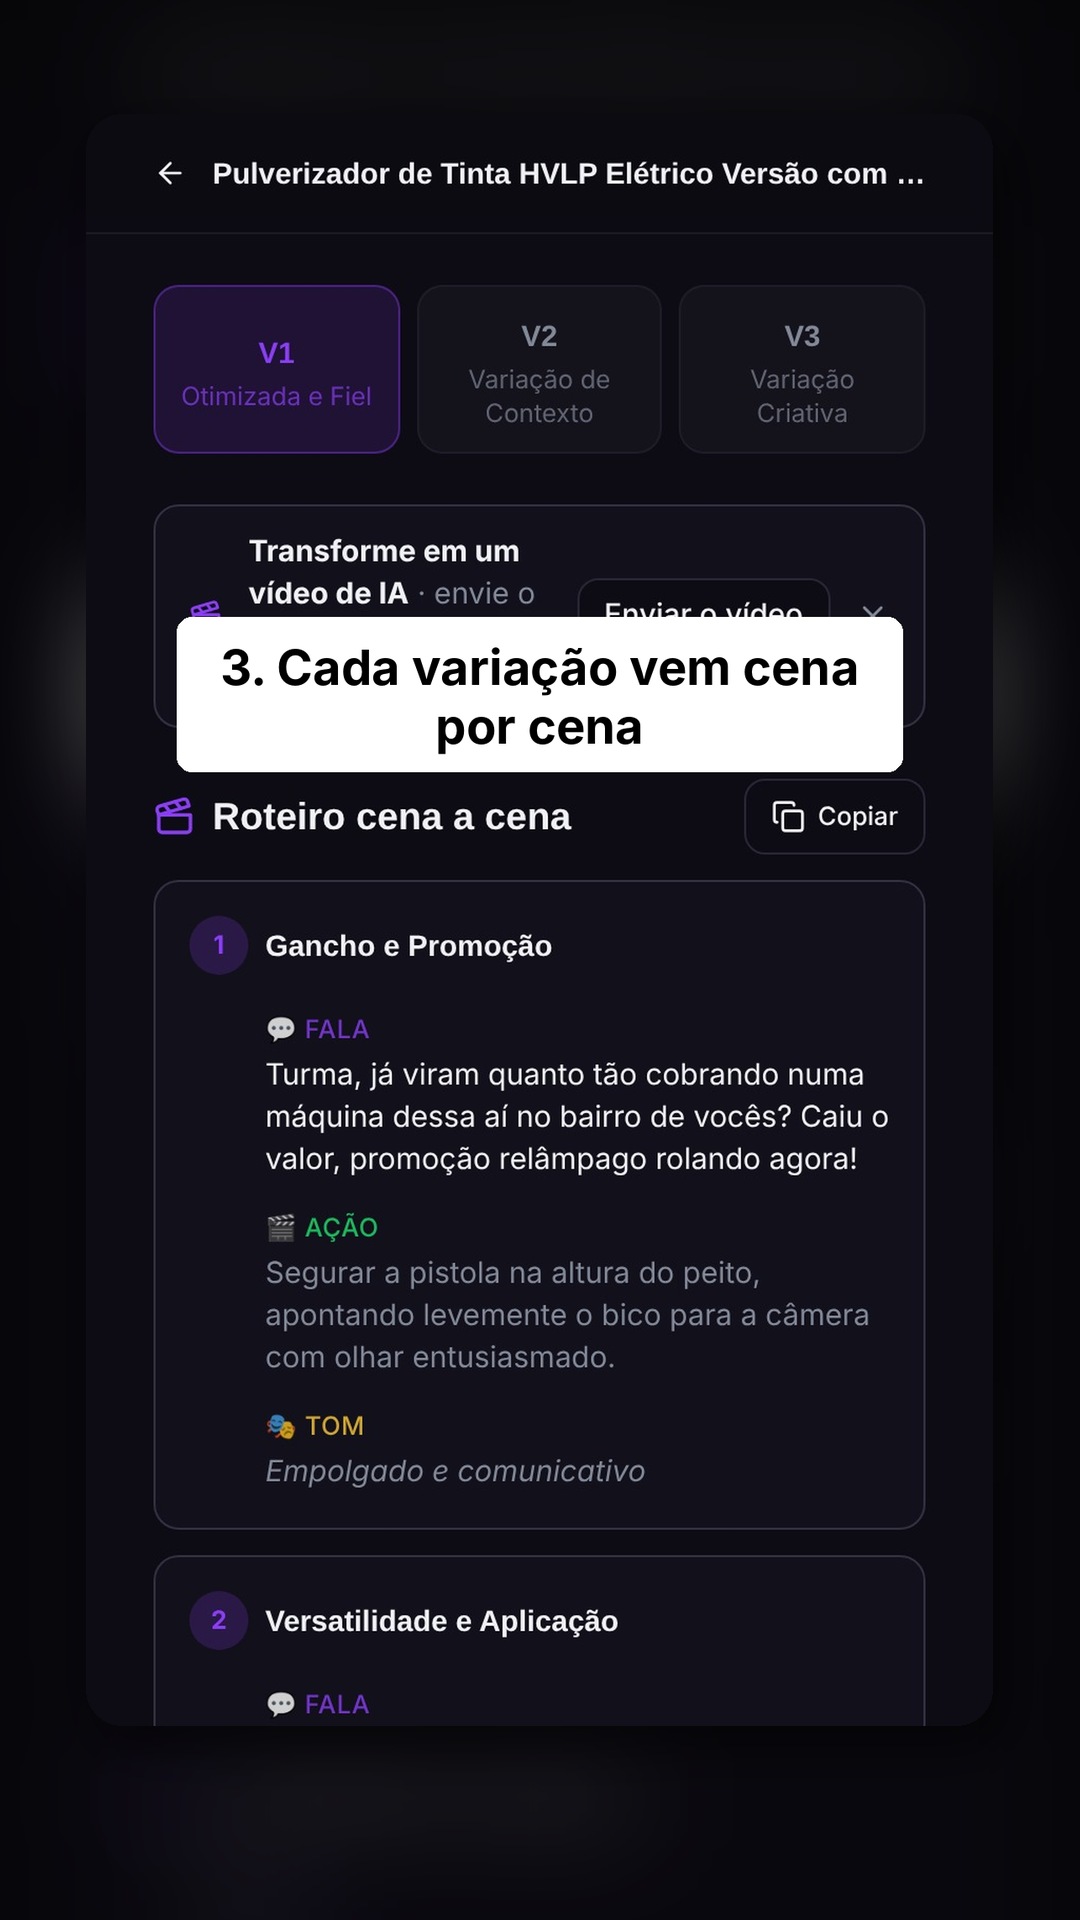 Pulverizador de Tinta HVLP Elétrico Versão com ...
V1
Otimizada e Fiel
V2
Variação de
Contexto
V3
Variação
Criativa
Transforme em um
vídeo de IA · envie o
Enviar o vídeo
3. Cada variação vem cena
por cena
Roteiro cena a cena
Copiar
1
Gancho e Promoção
💬 FALA
Turma, já viram quanto tão cobrando numa
máquina dessa aí no bairro de vocês? Caiu o
valor, promoção relâmpago rolando agora!
🎬 AÇÃO
Segurar a pistola na altura do peito,
apontando levemente o bico para a câmera
com olhar entusiasmado.
🎭 TOM
Empolgado e comunicativo
2
Versatilidade e Aplicação
💬 FALA